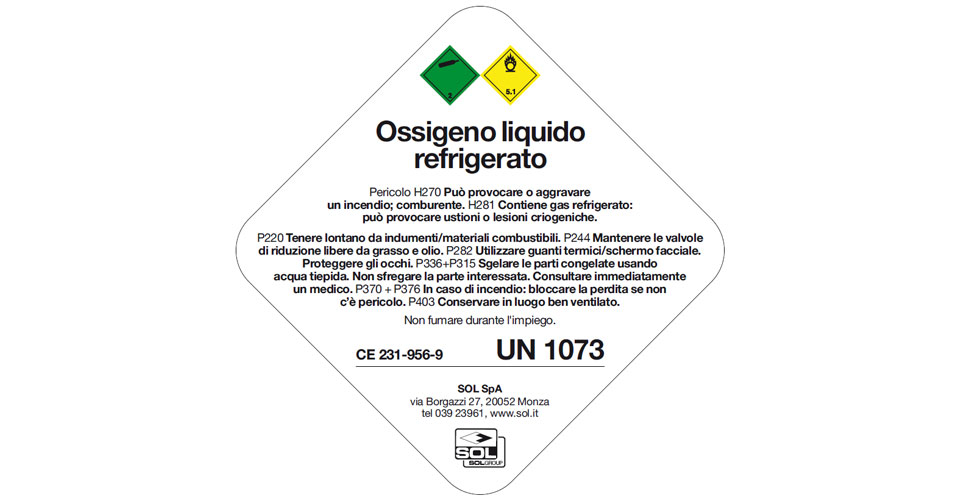 2
5.1
Ossigeno liquido
refrigerato
Pericolo H270 Può provocare o aggravare
un incendio; comburente. H281 Contiene gas refrigerato:
può provocare ustioni o lesioni criogeniche.
P220 Tenere lontano da indumenti/materiali combustibili. P244 Mantenere le valvole
di riduzione libere da grasso e olio. P282 Utilizzare guanti termici/schermo facciale.
Proteggere gli occhi. P336+P315 Sgelare le parti congelate usando
acqua tiepida. Non sfregare la parte interessata. Consultare immediatamente
un medico. P370 + P376 In caso di incendio: bloccare la perdita se non
c'è pericolo. P403 Conservare in luogo ben ventilato.
Non fumare durante l'impiego.
CE 231-956-9 UN 1073
SOL SpA
via Borgazzi 27, 20052 Monza
tel 039 23961, www.sol.it
SOL
SOLGROUP